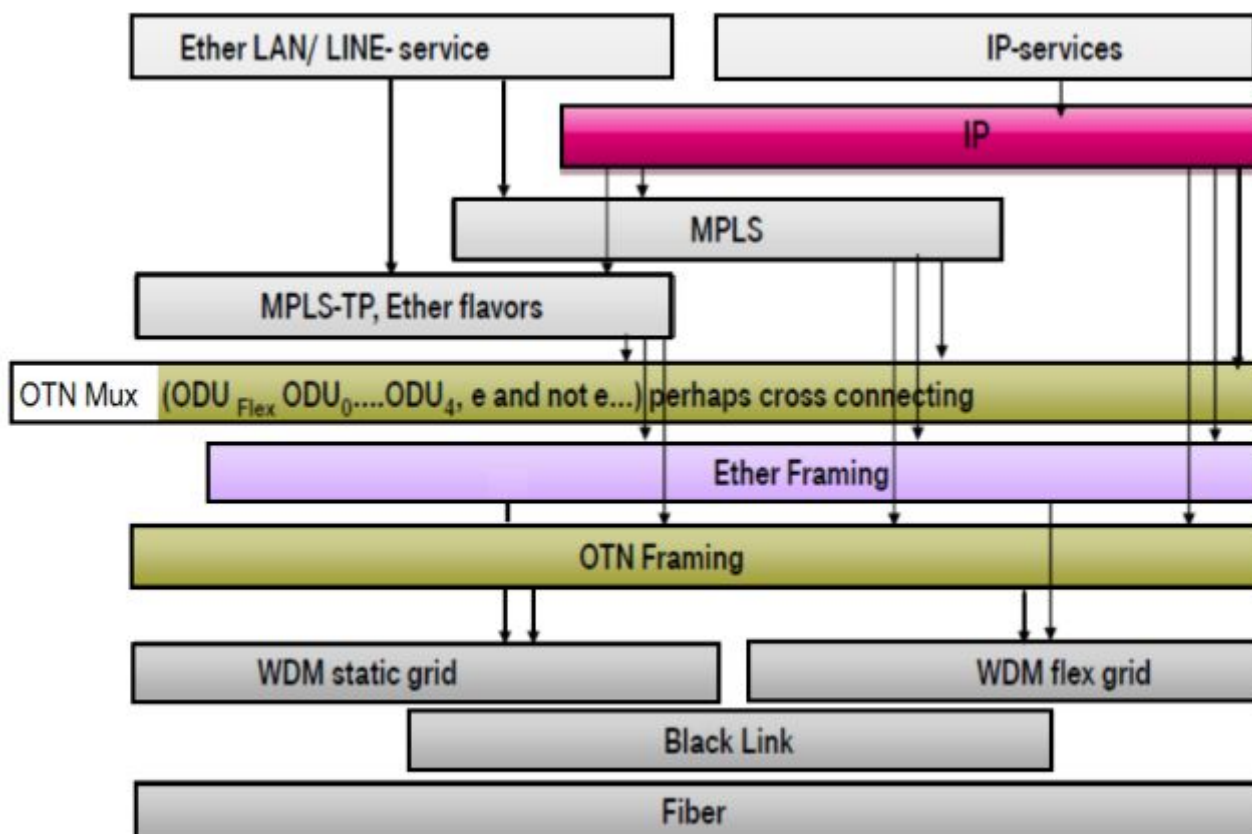 Ether LAN/ LINE- service
IP-services
IP
MPLS
MPLS-TP, Ether flavors
OTN Mux (ODU Flex ODU0....ODU4, e and not e...) perhaps cross connecting
Ether Framing
OTN Framing
WDM static grid
WDM flex grid
Black Link
Fiber